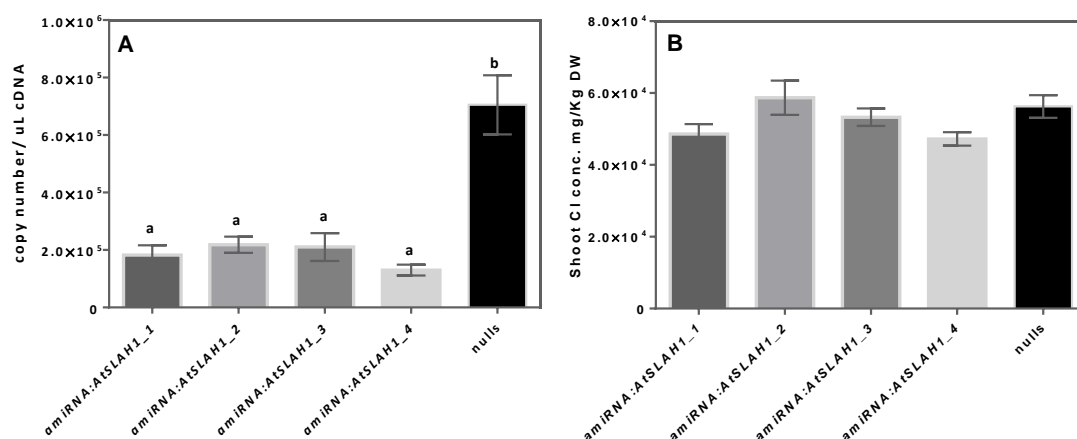 A
copy number/ uL cDNA
1.0×10⁶
8.0×10⁵
6.0×10⁵
4.0×10⁵
2.0×10⁵
0
a
a
a
a
b
amiRNA:AtSLAH1_1
amiRNA:AtSLAH1_2
amiRNA:AtSLAH1_3
amiRNA:AtSLAH1_4
nulls
B
Shoot Cl conc. mg/Kg DW
8.0×10⁴
6.0×10⁴
4.0×10⁴
2.0×10⁴
0
amiRNA:AtSLAH1_1
amiRNA:AtSLAH1_2
amiRNA:AtSLAH1_3
amiRNA:AtSLAH1_4
nulls